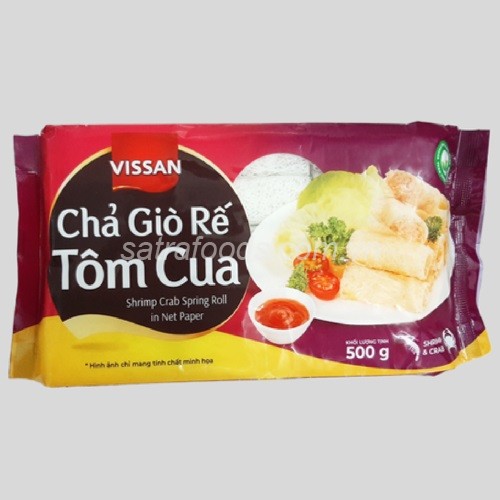 VISSAN
Chả Giò Rế
Tôm Cua
Shrimp Crab Spring Roll
in Net Paper
* Hình ảnh chỉ mang tính chất minh họa
KHỐI LƯỢNG TỊNH
500 g
SHRIMP
& CRAB